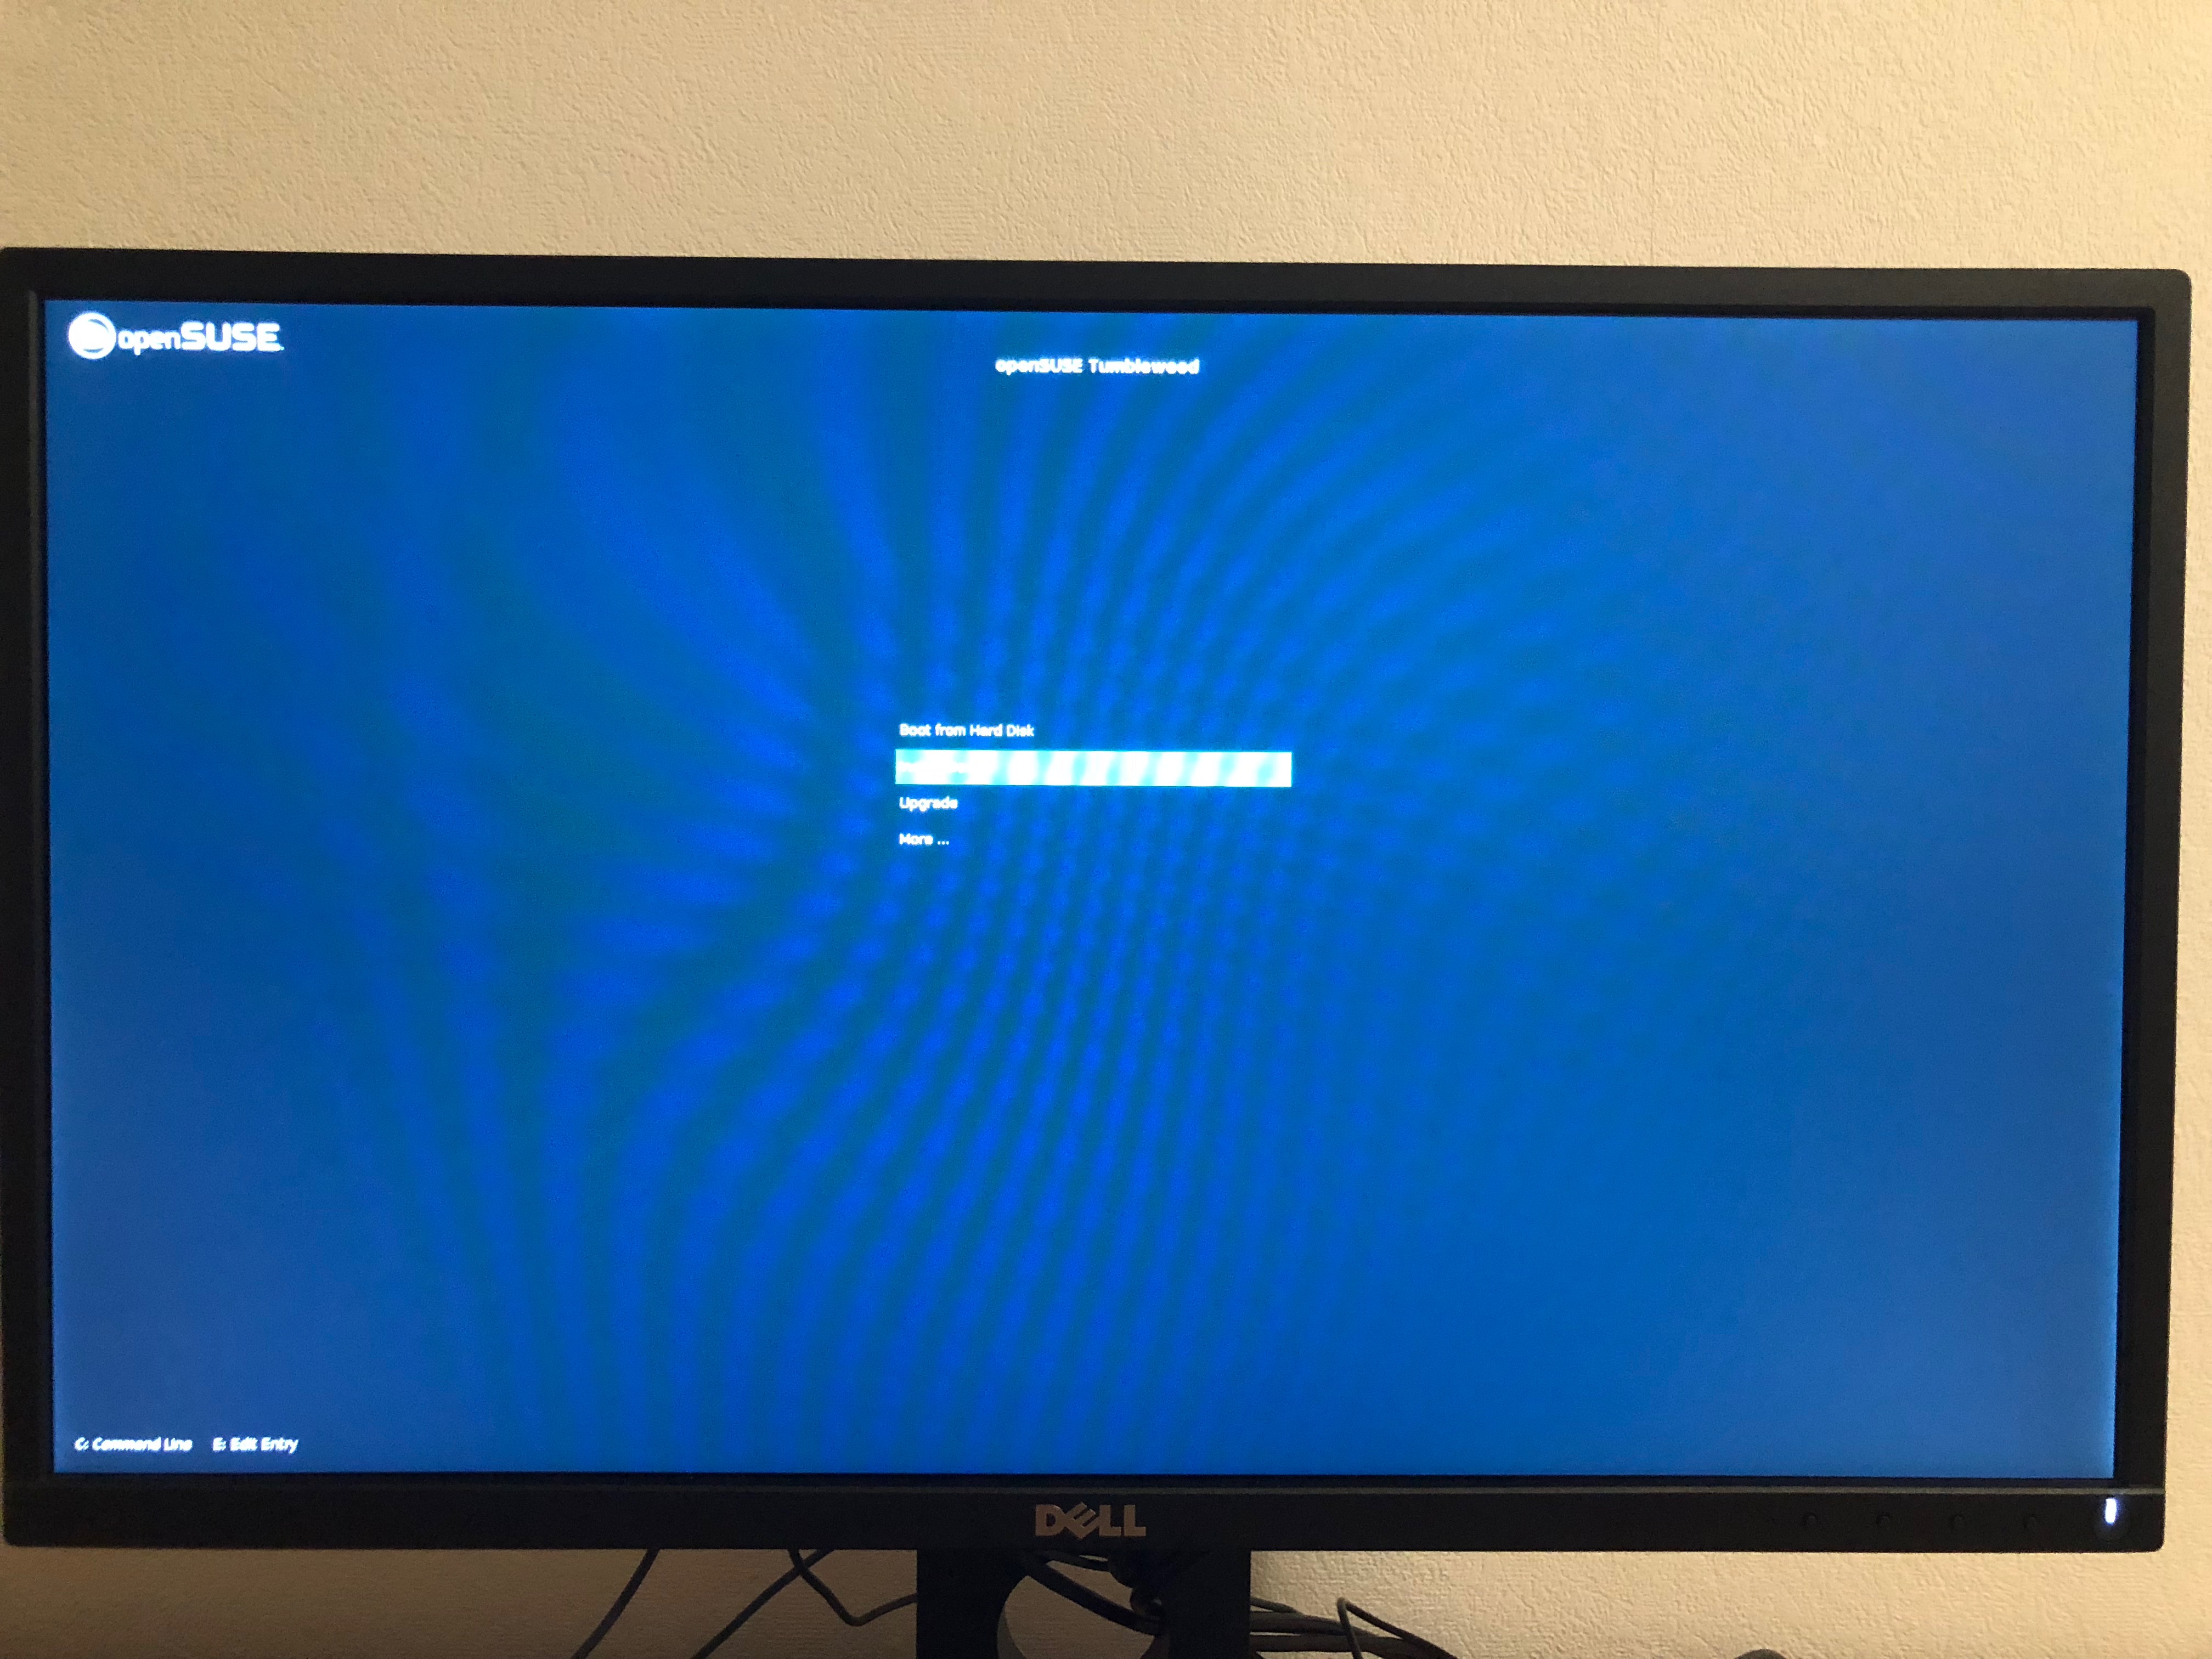 openSUSE
openSUSE Tumbleweed
Boot from Hard Disk
Upgrade
More ...
C: Command Line E: Edit Entry
DELL